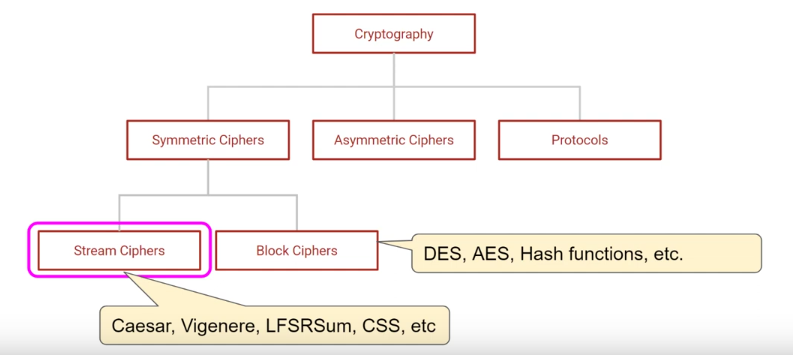 Cryptography
Symmetric Ciphers
Asymmetric Ciphers
Protocols
Stream Ciphers
Block Ciphers
DES, AES, Hash functions, etc.
Caesar, Vigenere, LFSRSum, CSS, etc